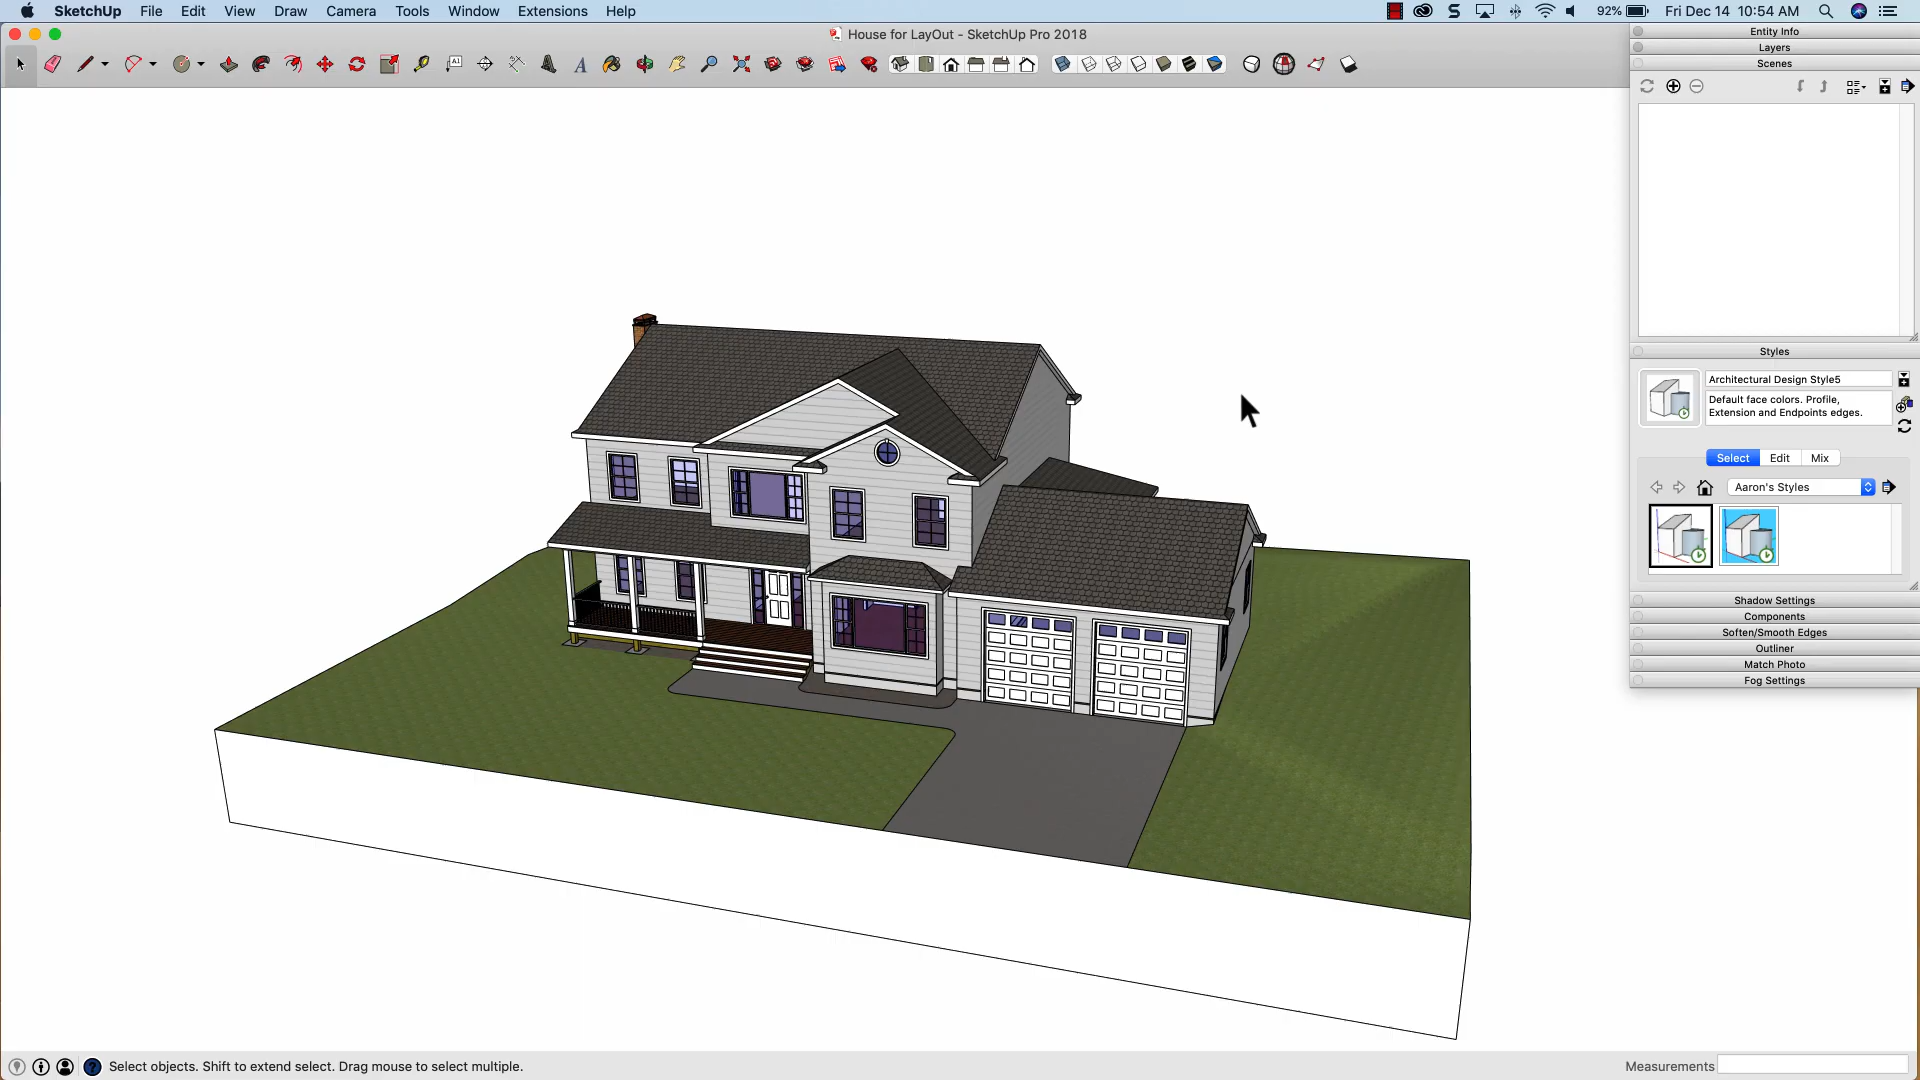 SketchUp File Edit View Draw Camera Tools Window Extensions Help
92% Fri Dec 14 10:54 AM
House for LayOut - SketchUp Pro 2018
Entity Info
Layers
Scenes
Styles
Architectural Design Style5
Default face colors. Profile,
Extension and Endpoints edges.
Select Edit Mix
Aaron's Styles
Shadow Settings
Components
Soften/Smooth Edges
Outliner
Match Photo
Fog Settings
Select objects. Shift to extend select. Drag mouse to select multiple.
Measurements